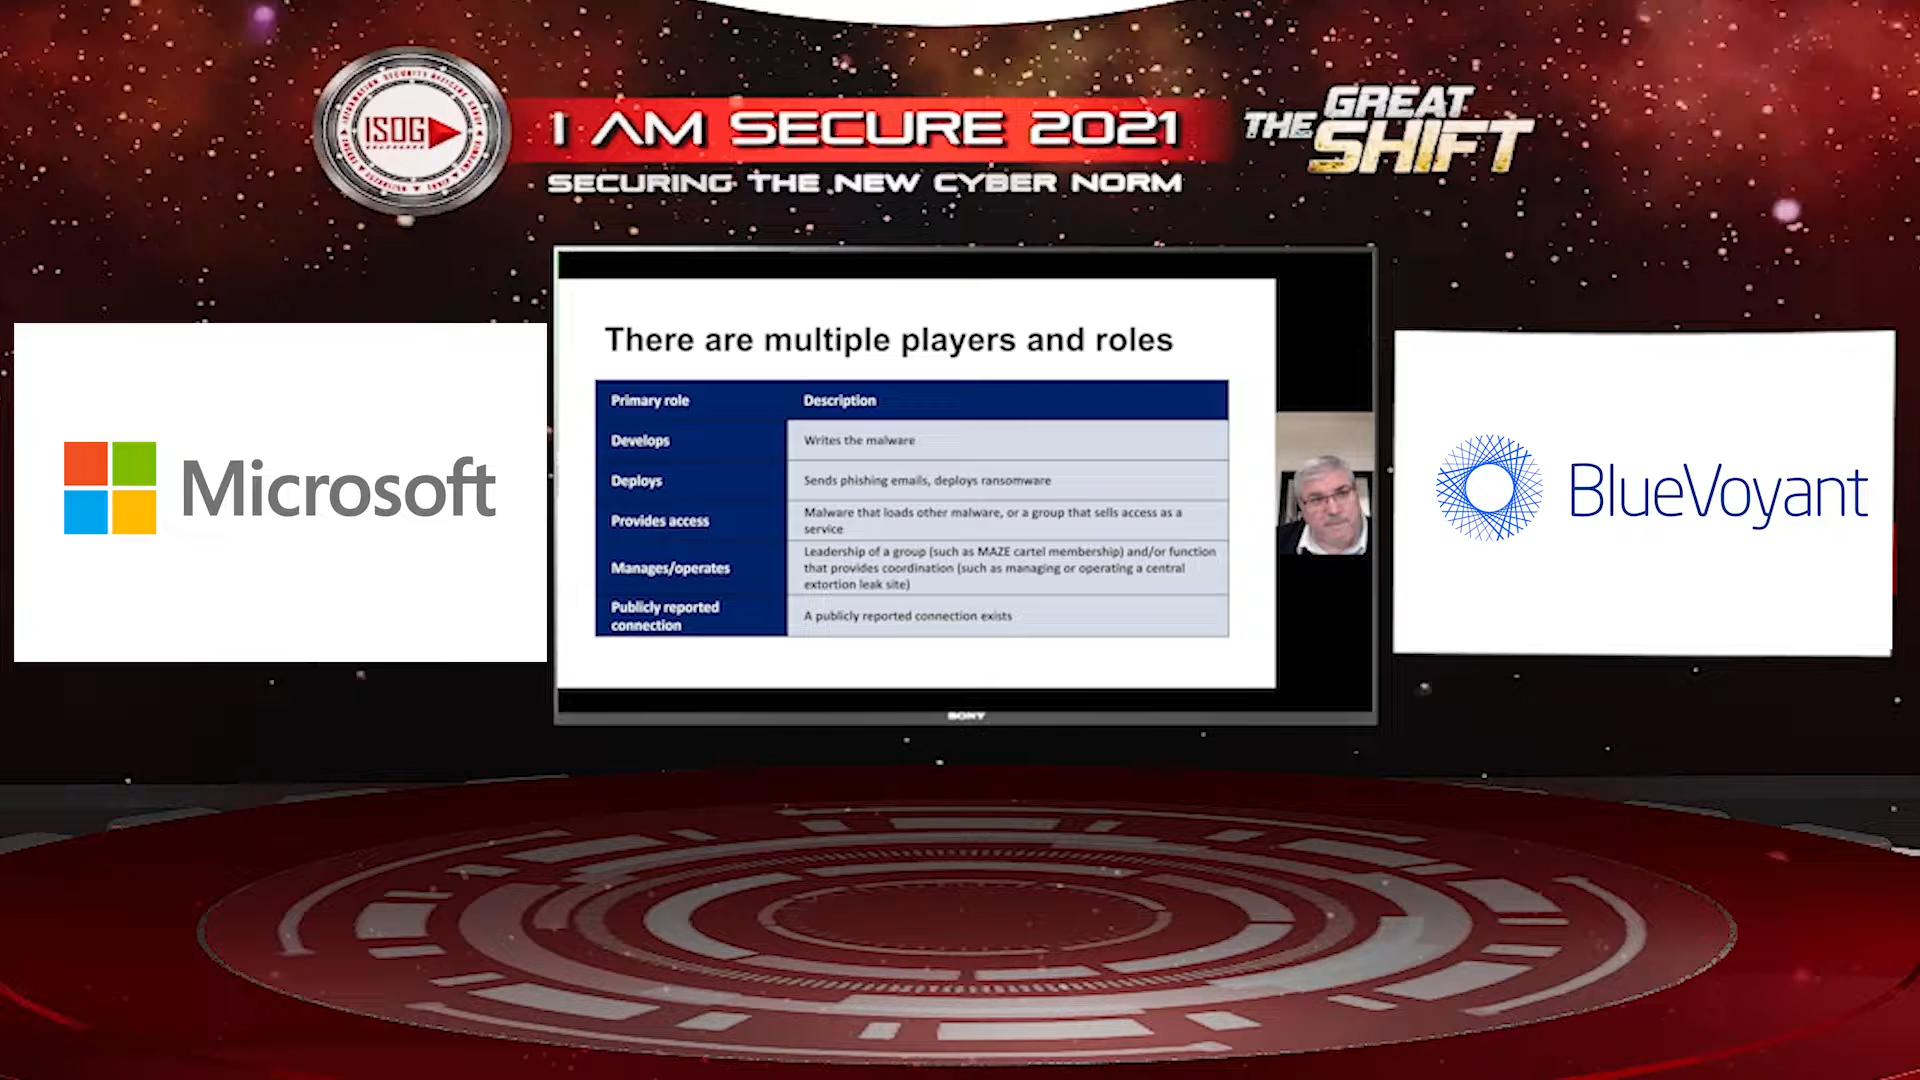 ISOG
I AM SECURE 2021
SECURING THE NEW CYBER NORM
THE GREAT
SHIFT
Microsoft
There are multiple players and roles
Primary role Description
Develops Writes the malware
Deploys Sends phishing emails, deploys ransomware
Provides access Malware that loads other malware, or a group that sells access as a
service
Manages/operates Leadership of a group (such as MAZE cartel membership) and/or function
that provides coordination (such as managing or operating a central
extortion leak site)
Publicly reported
connection A publicly reported connection exists
SONY
BlueVoyant